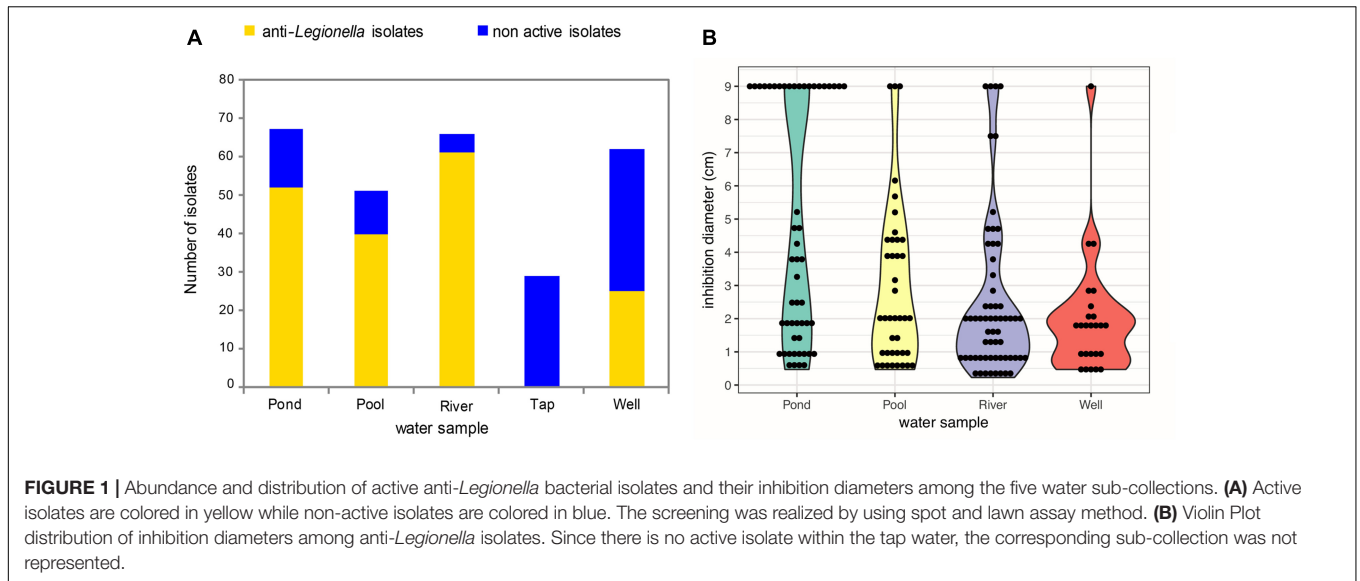 A
anti-Legionella isolates
non active isolates
Number of isolates
80
70
60
50
40
30
20
10
0
Pond Pool River Tap Well
water sample
B
inhibition diameter (cm)
9
8
7
6
5
4
3
2
1
0
Pond Pool River Well
water sample
FIGURE 1 | Abundance and distribution of active anti-Legionella bacterial isolates and their inhibition diameters among the five water sub-collections. (A) Active
isolates are colored in yellow while non-active isolates are colored in blue. The screening was realized by using spot and lawn assay method. (B) Violin Plot
distribution of inhibition diameters among anti-Legionella isolates. Since there is no active isolate within the tap water, the corresponding sub-collection was not
represented.